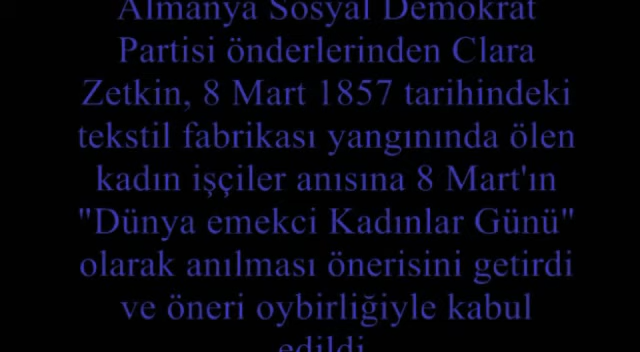 Almanya Sosyal Demokrat
Partisi önderlerinden Clara
Zetkin, 8 Mart 1857 tarihindeki
tekstil fabrikası yangınında ölen
kadın işçiler anısına 8 Mart'ın
"Dünya emekci Kadınlar Günü"
olarak anılması önerisini getirdi
ve öneri oybirliğiyle kabul
edildi